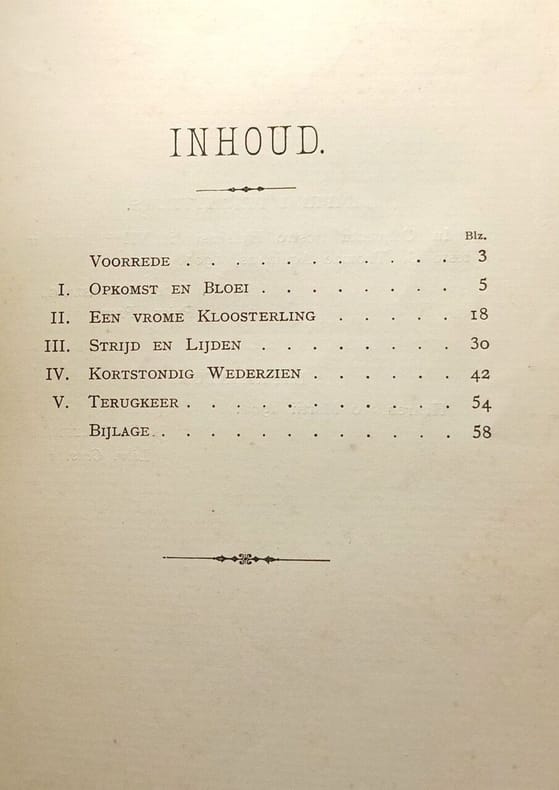 INHOUD.
Blz.
VOORREDE . . . . . . . . . . . 3
I. OPKOMST EN BLOEI . . . . . . . . 5
II. EEN VROME KLOOSTERLING . . . . . 18
III. STRIJD EN LIJDEN . . . . . . . . 30
IV. KORTSTONDIG WEDERZIEN . . . . . . 42
V. TERUGKEER . . . . . . . . . . . 54
BIJLAGE . . . . . . . . . . . . 58